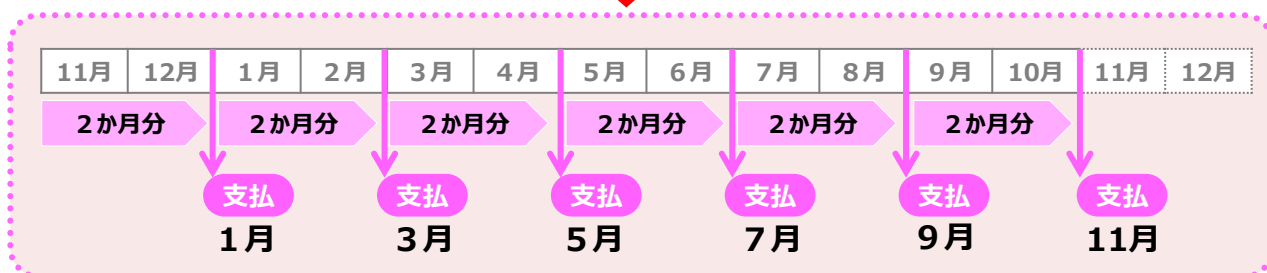 11月 12月 1月 2月 3月 4月 5月 6月 7月 8月 9月 10月 11月 12月
2か月分 2か月分 2か月分 2か月分 2か月分 2か月分
支払 支払 支払 支払 支払 支払
1月 3月 5月 7月 9月 11月